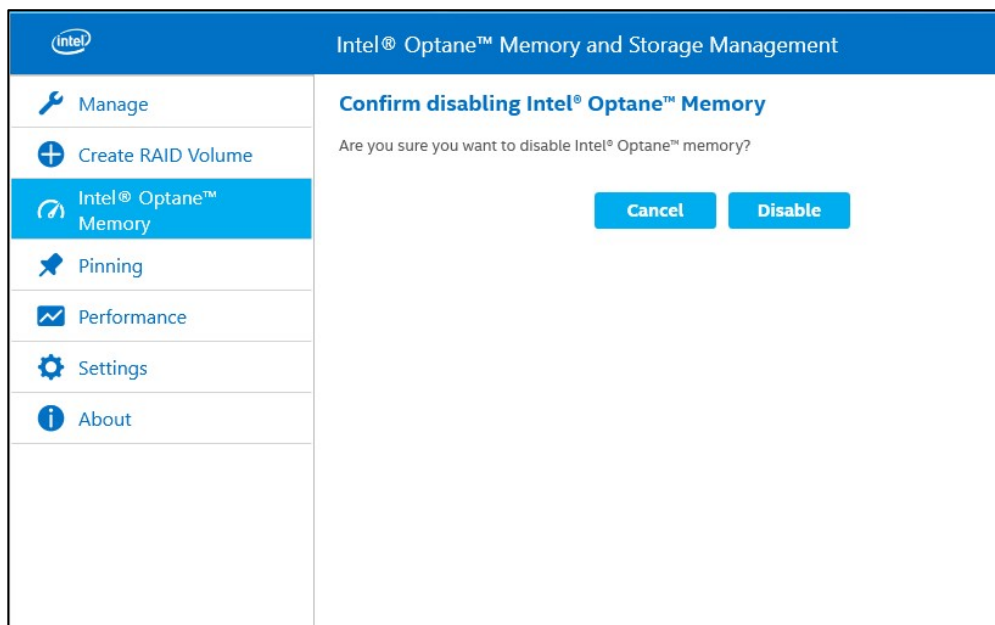 intel
Intel® Optane™ Memory and Storage Management
Manage
Create RAID Volume
Intel® Optane™
Memory
Pinning
Performance
Settings
About
Confirm disabling Intel® Optane™ Memory
Are you sure you want to disable Intel® Optane™ memory?
Cancel Disable